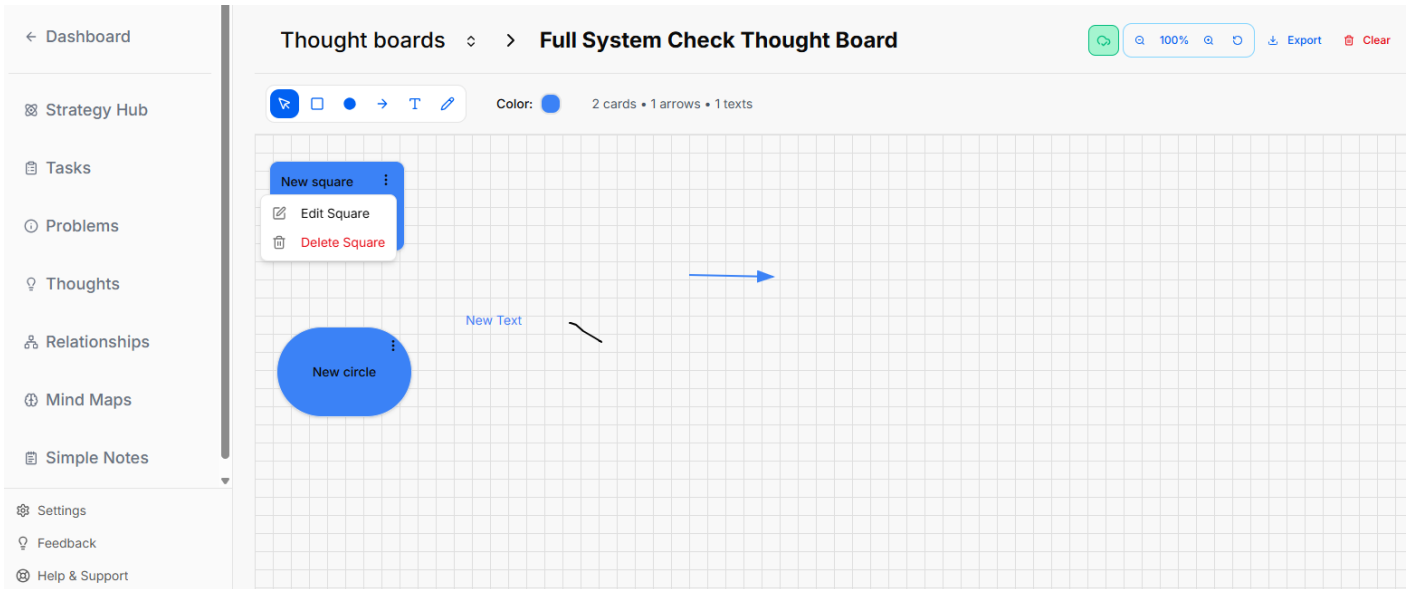 Dashboard
Strategy Hub
Tasks
Problems
Thoughts
Relationships
Mind Maps
Simple Notes
Settings
Feedback
Help & Support
Thought boards > Full System Check Thought Board
100% Export Clear
T Color: 2 cards • 1 arrows • 1 texts
New square
Edit Square
Delete Square
New Text
New circle